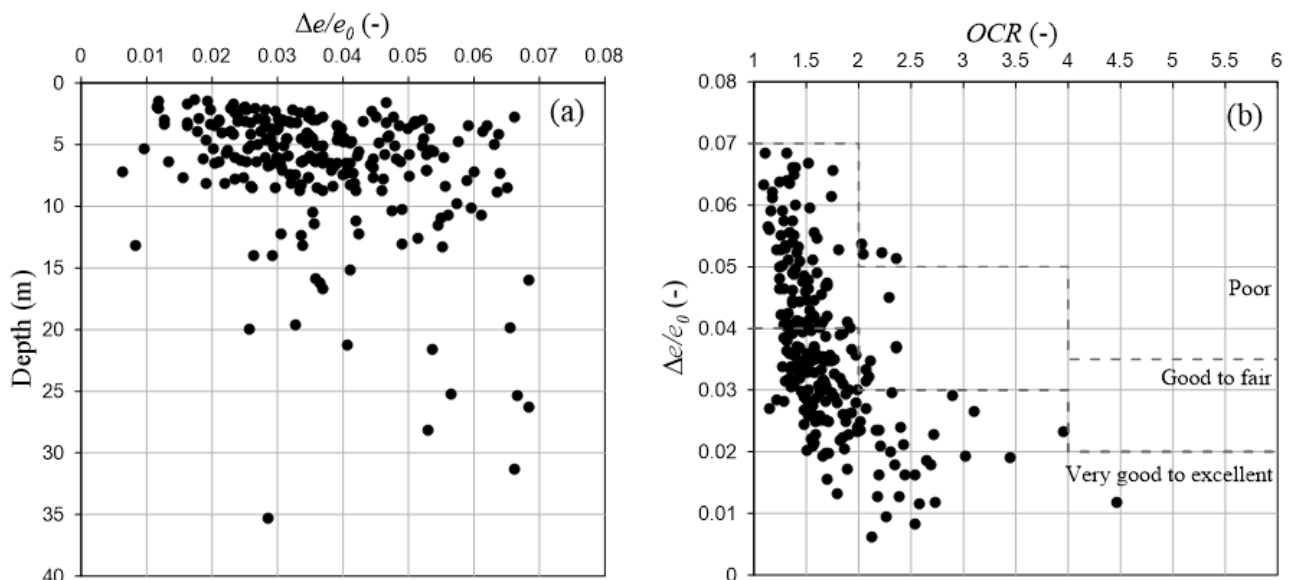 Δe/e₀ (-)
0 0.01 0.02 0.03 0.04 0.05 0.06 0.07 0.08
0
5
10
15
20
25
30
35
40
Depth (m)
(a)
OCR (-)
1 1.5 2 2.5 3 3.5 4 4.5 5 5.5 6
0.08
0.07
0.06
0.05
0.04
0.03
0.02
0.01
0
Δe/e₀ (-)
(b)
Poor
Good to fair
Very good to excellent